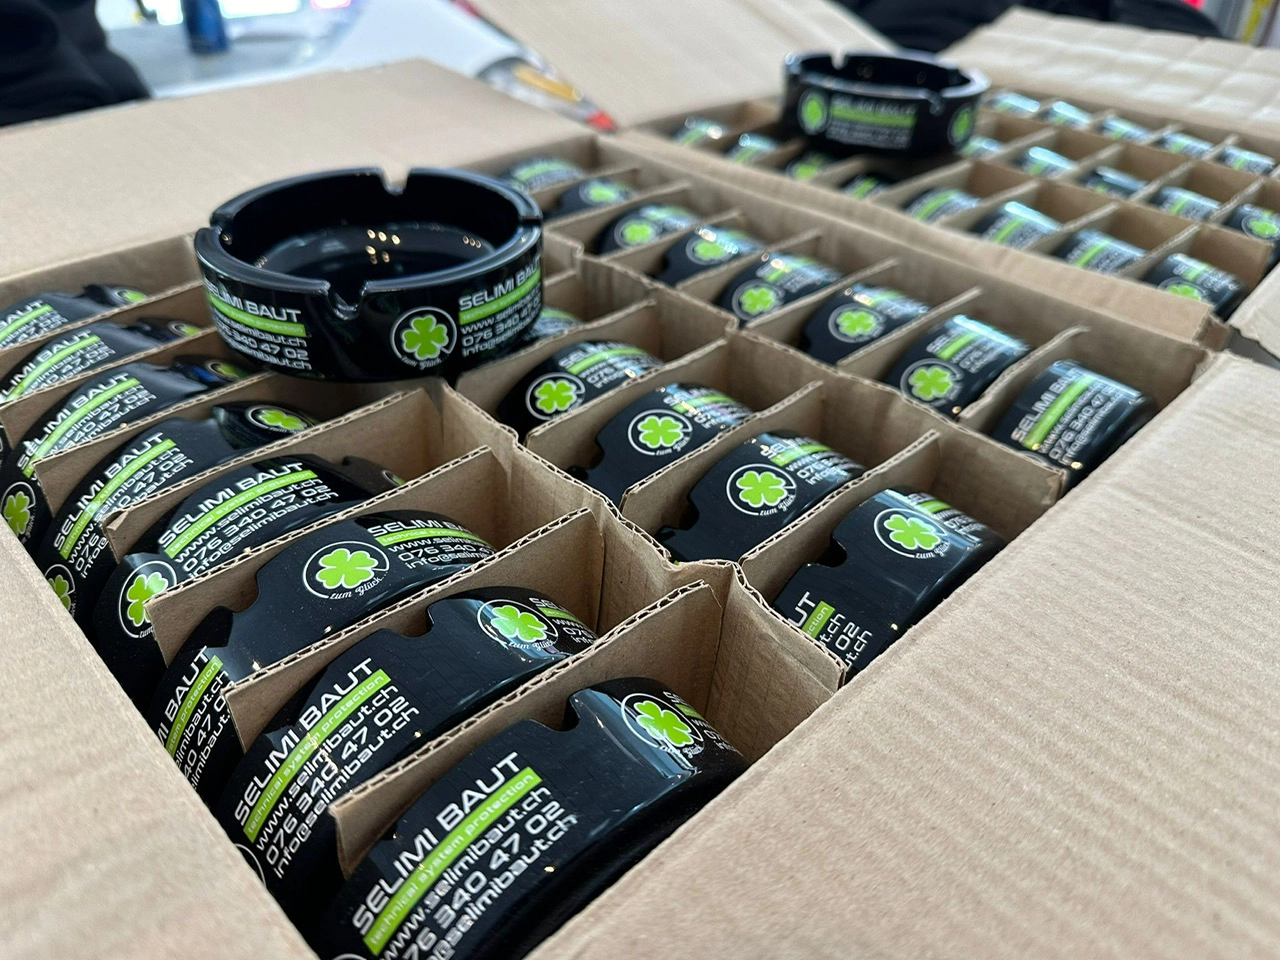 SELIMI BAUT
technical system protection
www.selimibaut.ch
076 340 47 02
info@selimibaut.ch
zum Glück...